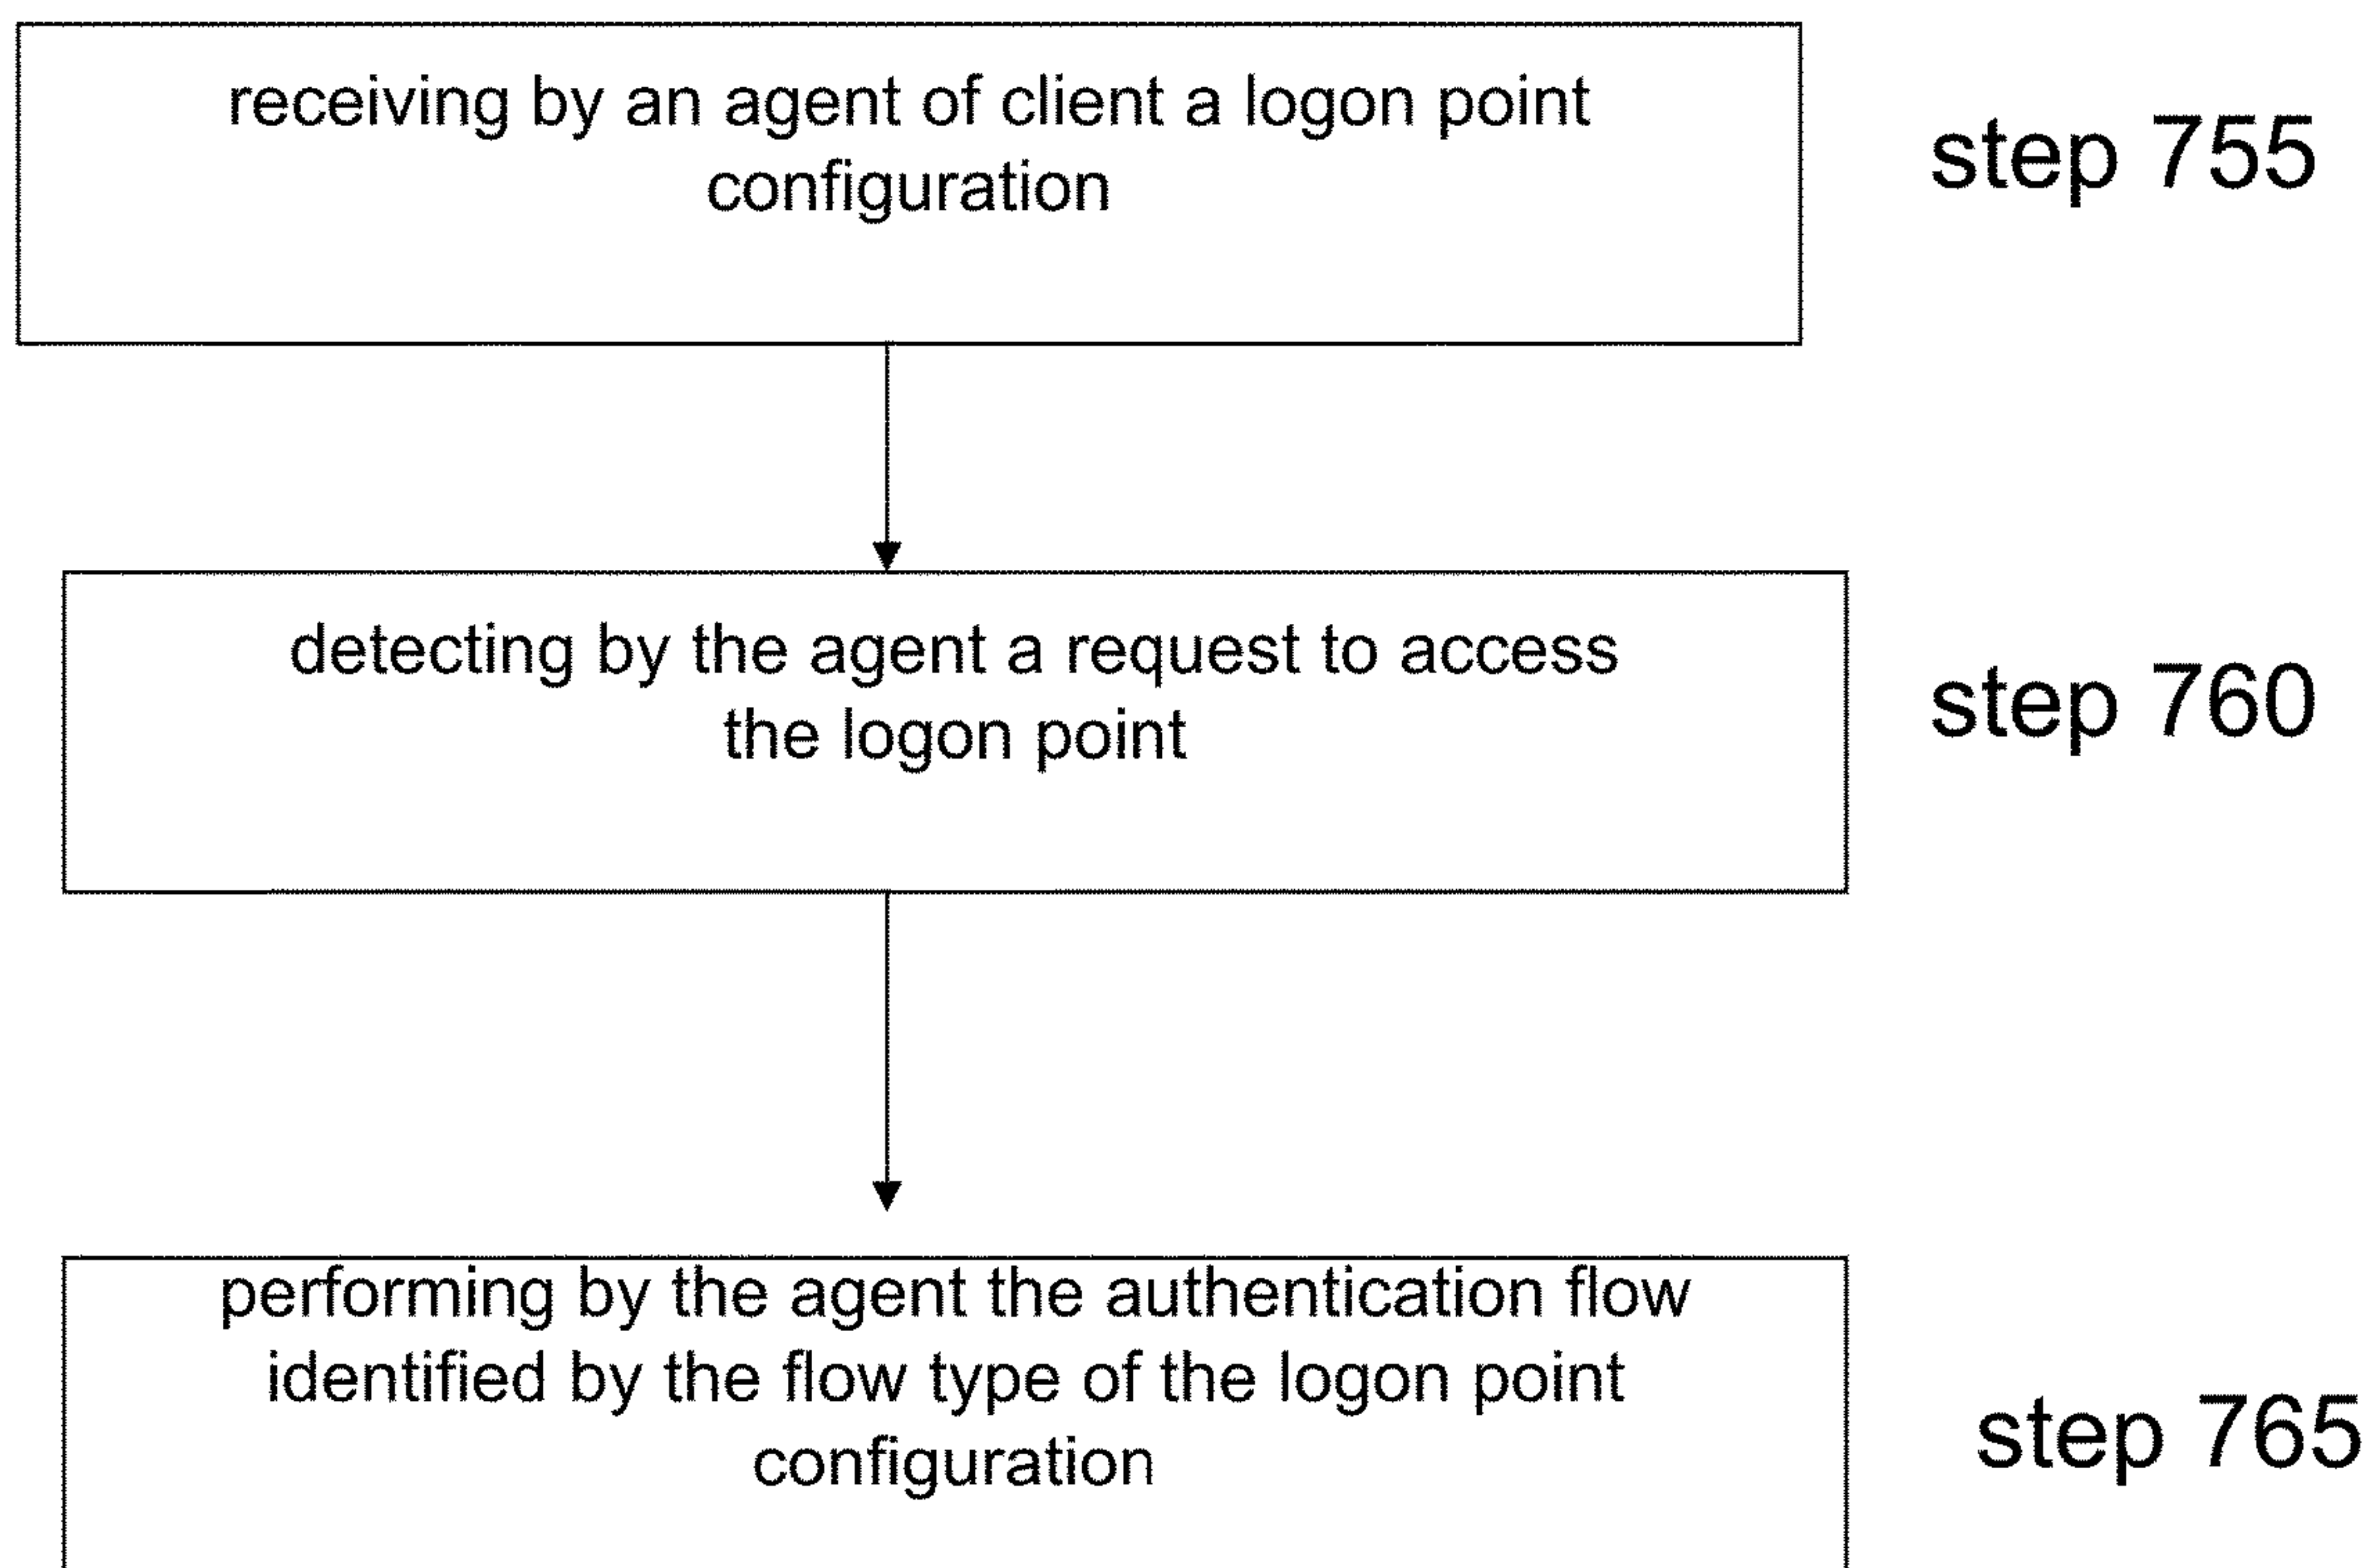 receiving by an agent of client a logon point
configuration
step 755
detecting by the agent a request to access
the logon point
step 760
performing by the agent the authentication flow
identified by the flow type of the logon point
configuration
step 765